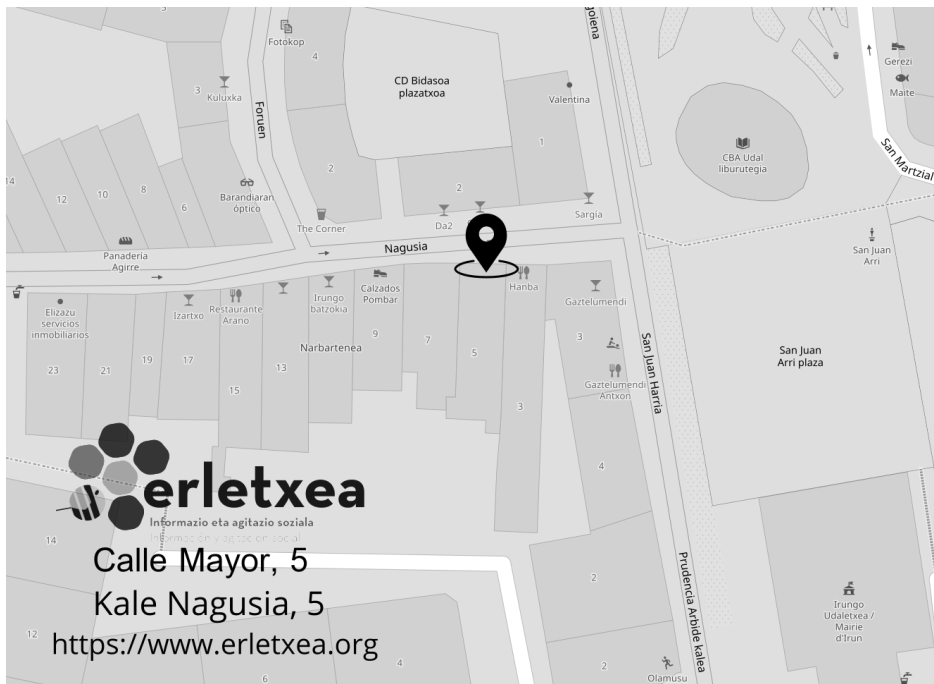 Fotokop
3
Kuluxka
4
Foruen
CD Bidasoa
plazatxoa
Valentina
1
2
2
CBA Udal
liburutegia
Gerezi
Maite
San Martzial
14
12
10
8
6
Barandiaran
óptico
The Corner
Da2
Sargia
Nagusia
Panadería
Agirre
San Juan
Arri
Elizazu
servicios
inmobiliarios
23
21
19
Izartxo
17
Restaurante
Arano
15
13
Irungo
batzokia
Narbartenea
Calzados
Pombar
9
7
5
Hanba
3
Gaztelumendi
3
Gaztelumendi
Antxon
San Juan Harria
San Juan
Arri plaza
4
erletxea
Informazio eta agitazio soziala
Información y agitación social
14
Calle Mayor, 5
Kale Nagusia, 5
https://www.erletxea.org
12
6
4
2
2
Prudencia Arbide kalea
Irungo
Udaletxea /
Mairie
d'Irun
Olamusu